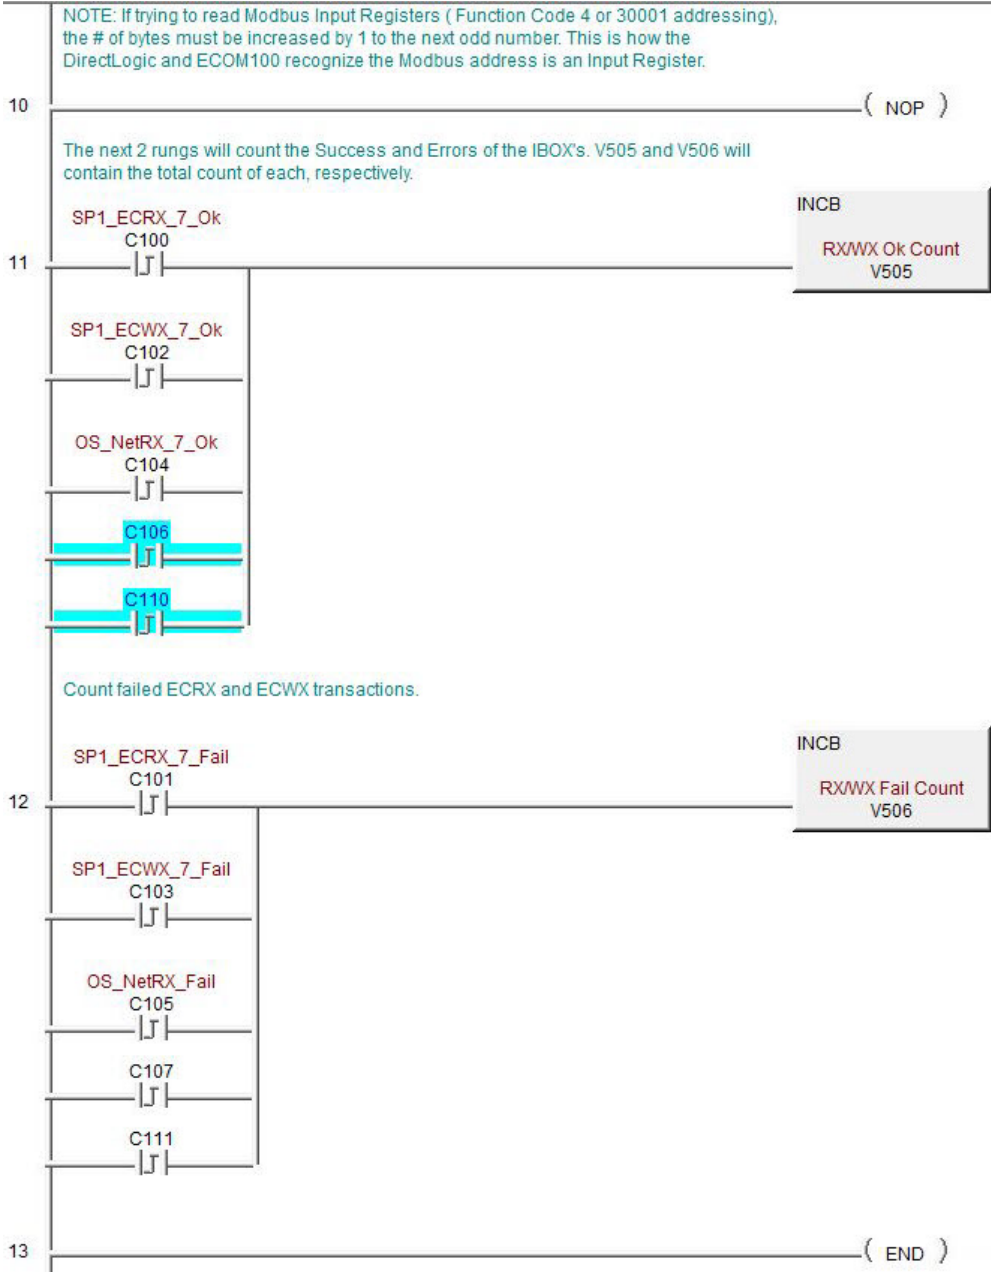 NOTE: If trying to read Modbus Input Registers ( Function Code 4 or 30001 addressing),
the # of bytes must be increased by 1 to the next odd number. This is how the
DirectLogic and ECOM100 recognize the Modbus address is an Input Register.
10
( NOP )
The next 2 rungs will count the Success and Errors of the IBOX's. V505 and V506 will
contain the total count of each, respectively.
SP1_ECRX_7_Ok
C100
INCB
RX/WX Ok Count
V505
11
SP1_ECWX_7_Ok
C102
OS_NetRX_7_Ok
C104
C106
C110
Count failed ECRX and ECWX transactions.
SP1_ECRX_7_Fail
C101
INCB
RX/WX Fail Count
V506
12
SP1_ECWX_7_Fail
C103
OS_NetRX_Fail
C105
C107
C111
13
( END )